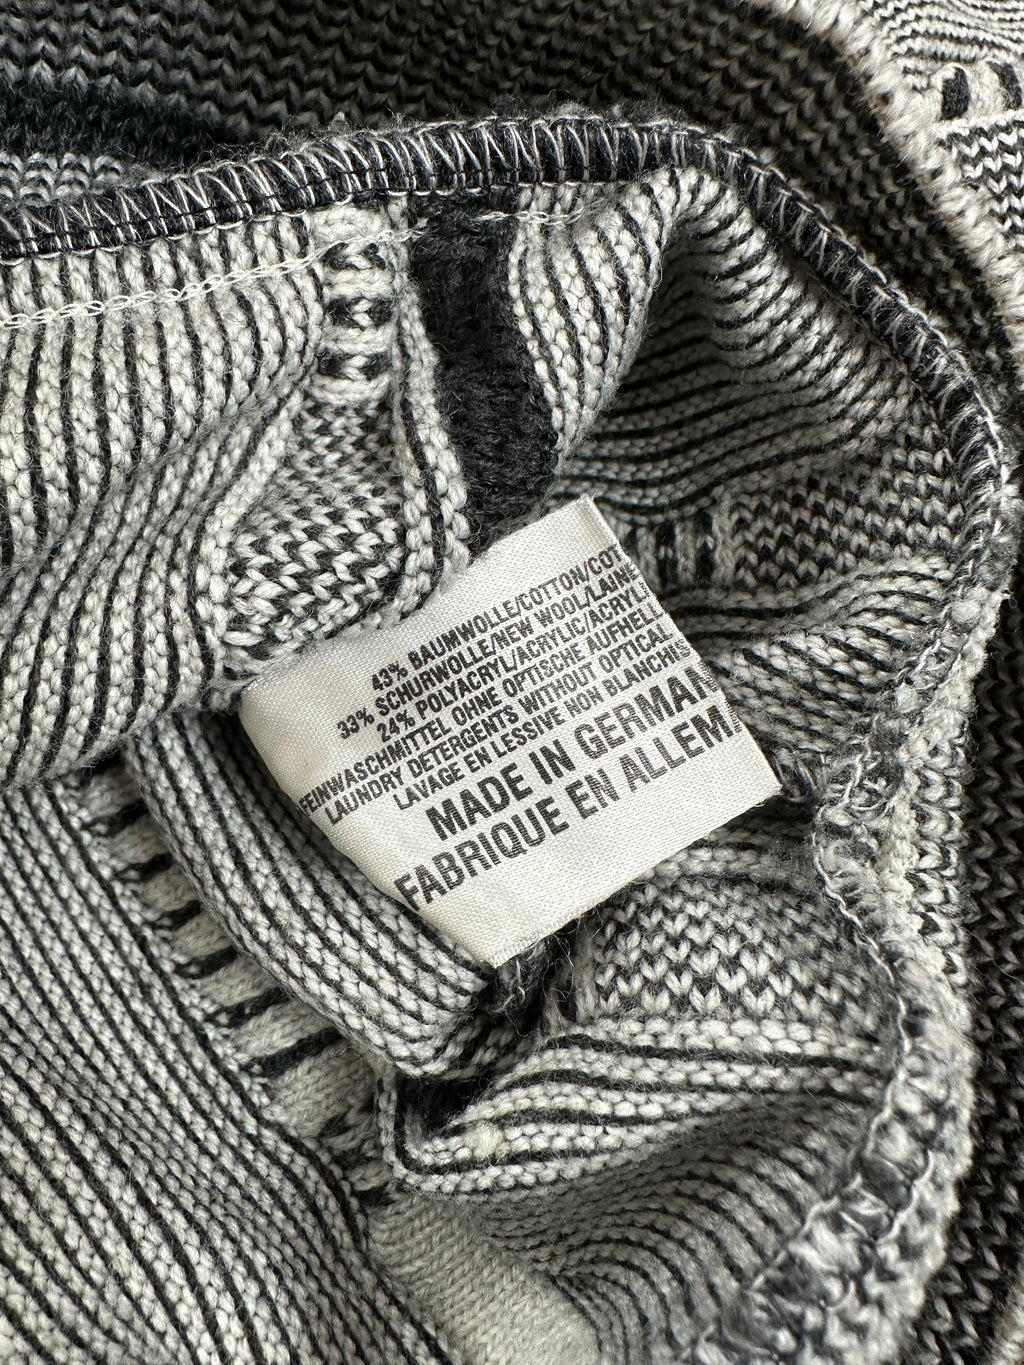 43% BAUMWOLLE/COTTON/COT
33% SCHURWOLLE/NEW WOOL/LAINE
24% POLYACRYL/ACRYLIC/ACRYL
FEINWASCHMITTEL OHNE OPTISCHE AUFHELL
LAUNDRY DETERGENTS WITHOUT OPTICAL
LAVAGE EN LESSIVE NON BLANCHIS
MADE IN GERMAN
FABRIQUE EN ALLEM